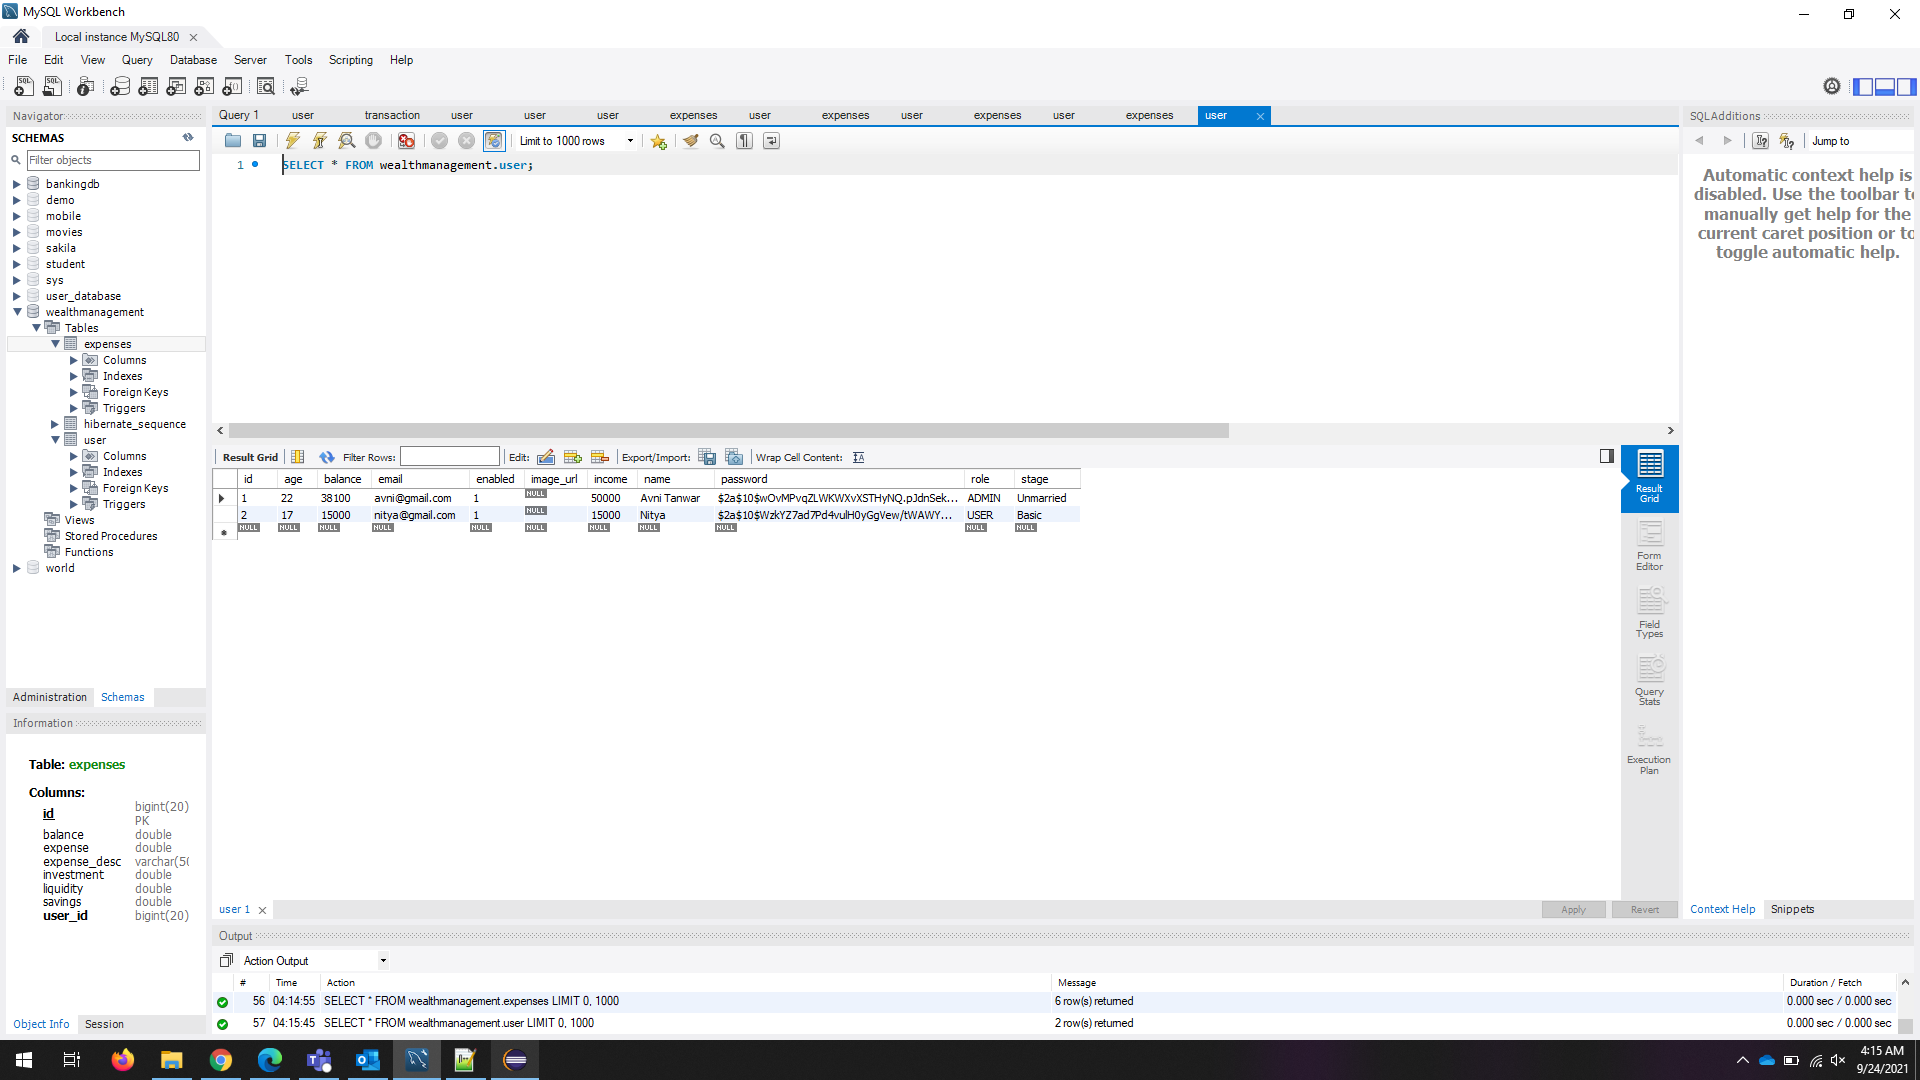 MySQL Workbench
Local instance MySQL80
File Edit View Query Database Server Tools Scripting Help
Navigator
SCHEMAS
Filter objects
bankingdb
demo
mobile
movies
sakila
student
sys
user_database
wealthmanagement
Tables
expenses
Columns
Indexes
Foreign Keys
Triggers
hibernate_sequence
user
Columns
Indexes
Foreign Keys
Triggers
Views
Stored Procedures
Functions
world
Administration Schemas
Information
Table: expenses
Columns:
id bigint(20) PK
balance double
expense double
expense_desc varchar(50
investment double
liquidity double
savings double
user_id bigint(20)
Object Info Session
Query 1 user transaction user user user expenses user expenses user expenses user expenses user
Limit to 1000 rows
1 SELECT * FROM wealthmanagement.user;
Result Grid Filter Rows: Edit: Export/Import: Wrap Cell Content:
id age balance email enabled image_url income name password role stage
1 22 38100 avni@gmail.com 1 NULL 50000 Avni Tanwar $2a$10$wOvMPvqZLWKWXvXSTHyNQ.pJdnSek... ADMIN Unmarried
2 17 15000 nitya@gmail.com 1 NULL 15000 Nitya $2a$10$WzkYZ7ad7Pd4vulH0yGgVew/tWAWY... USER Basic
NULL NULL NULL NULL NULL NULL NULL NULL NULL NULL NULL
Result Grid
Form Editor
Field Types
Query Stats
Execution Plan
user 1
Apply Revert
SQLAdditions
Jump to
Automatic context help is
disabled. Use the toolbar to
manually get help for the
current caret position or to
toggle automatic help.
Context Help Snippets
Output
Action Output
# Time Action Message Duration / Fetch
56 04:14:55 SELECT * FROM wealthmanagement.expenses LIMIT 0, 1000 6 row(s) returned 0.000 sec / 0.000 sec
57 04:15:45 SELECT * FROM wealthmanagement.user LIMIT 0, 1000 2 row(s) returned 0.000 sec / 0.000 sec
4:15 AM
9/24/2021